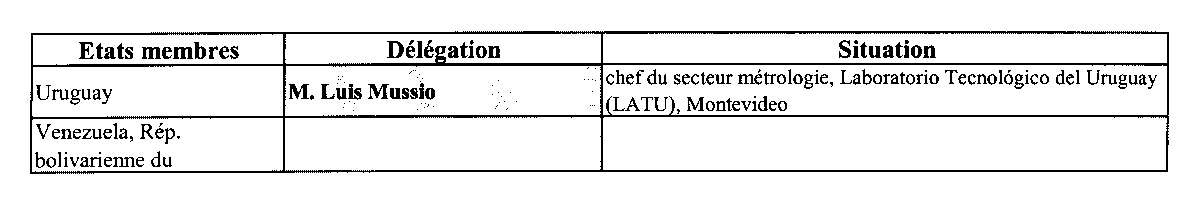 Etats membres Délégation Situation
Uruguay M. Luis Mussio chef du secteur métrologie, Laboratorio Tecnológico del Uruguay
(LATU), Montevideo
Venezuela, Rép.
bolivarienne du